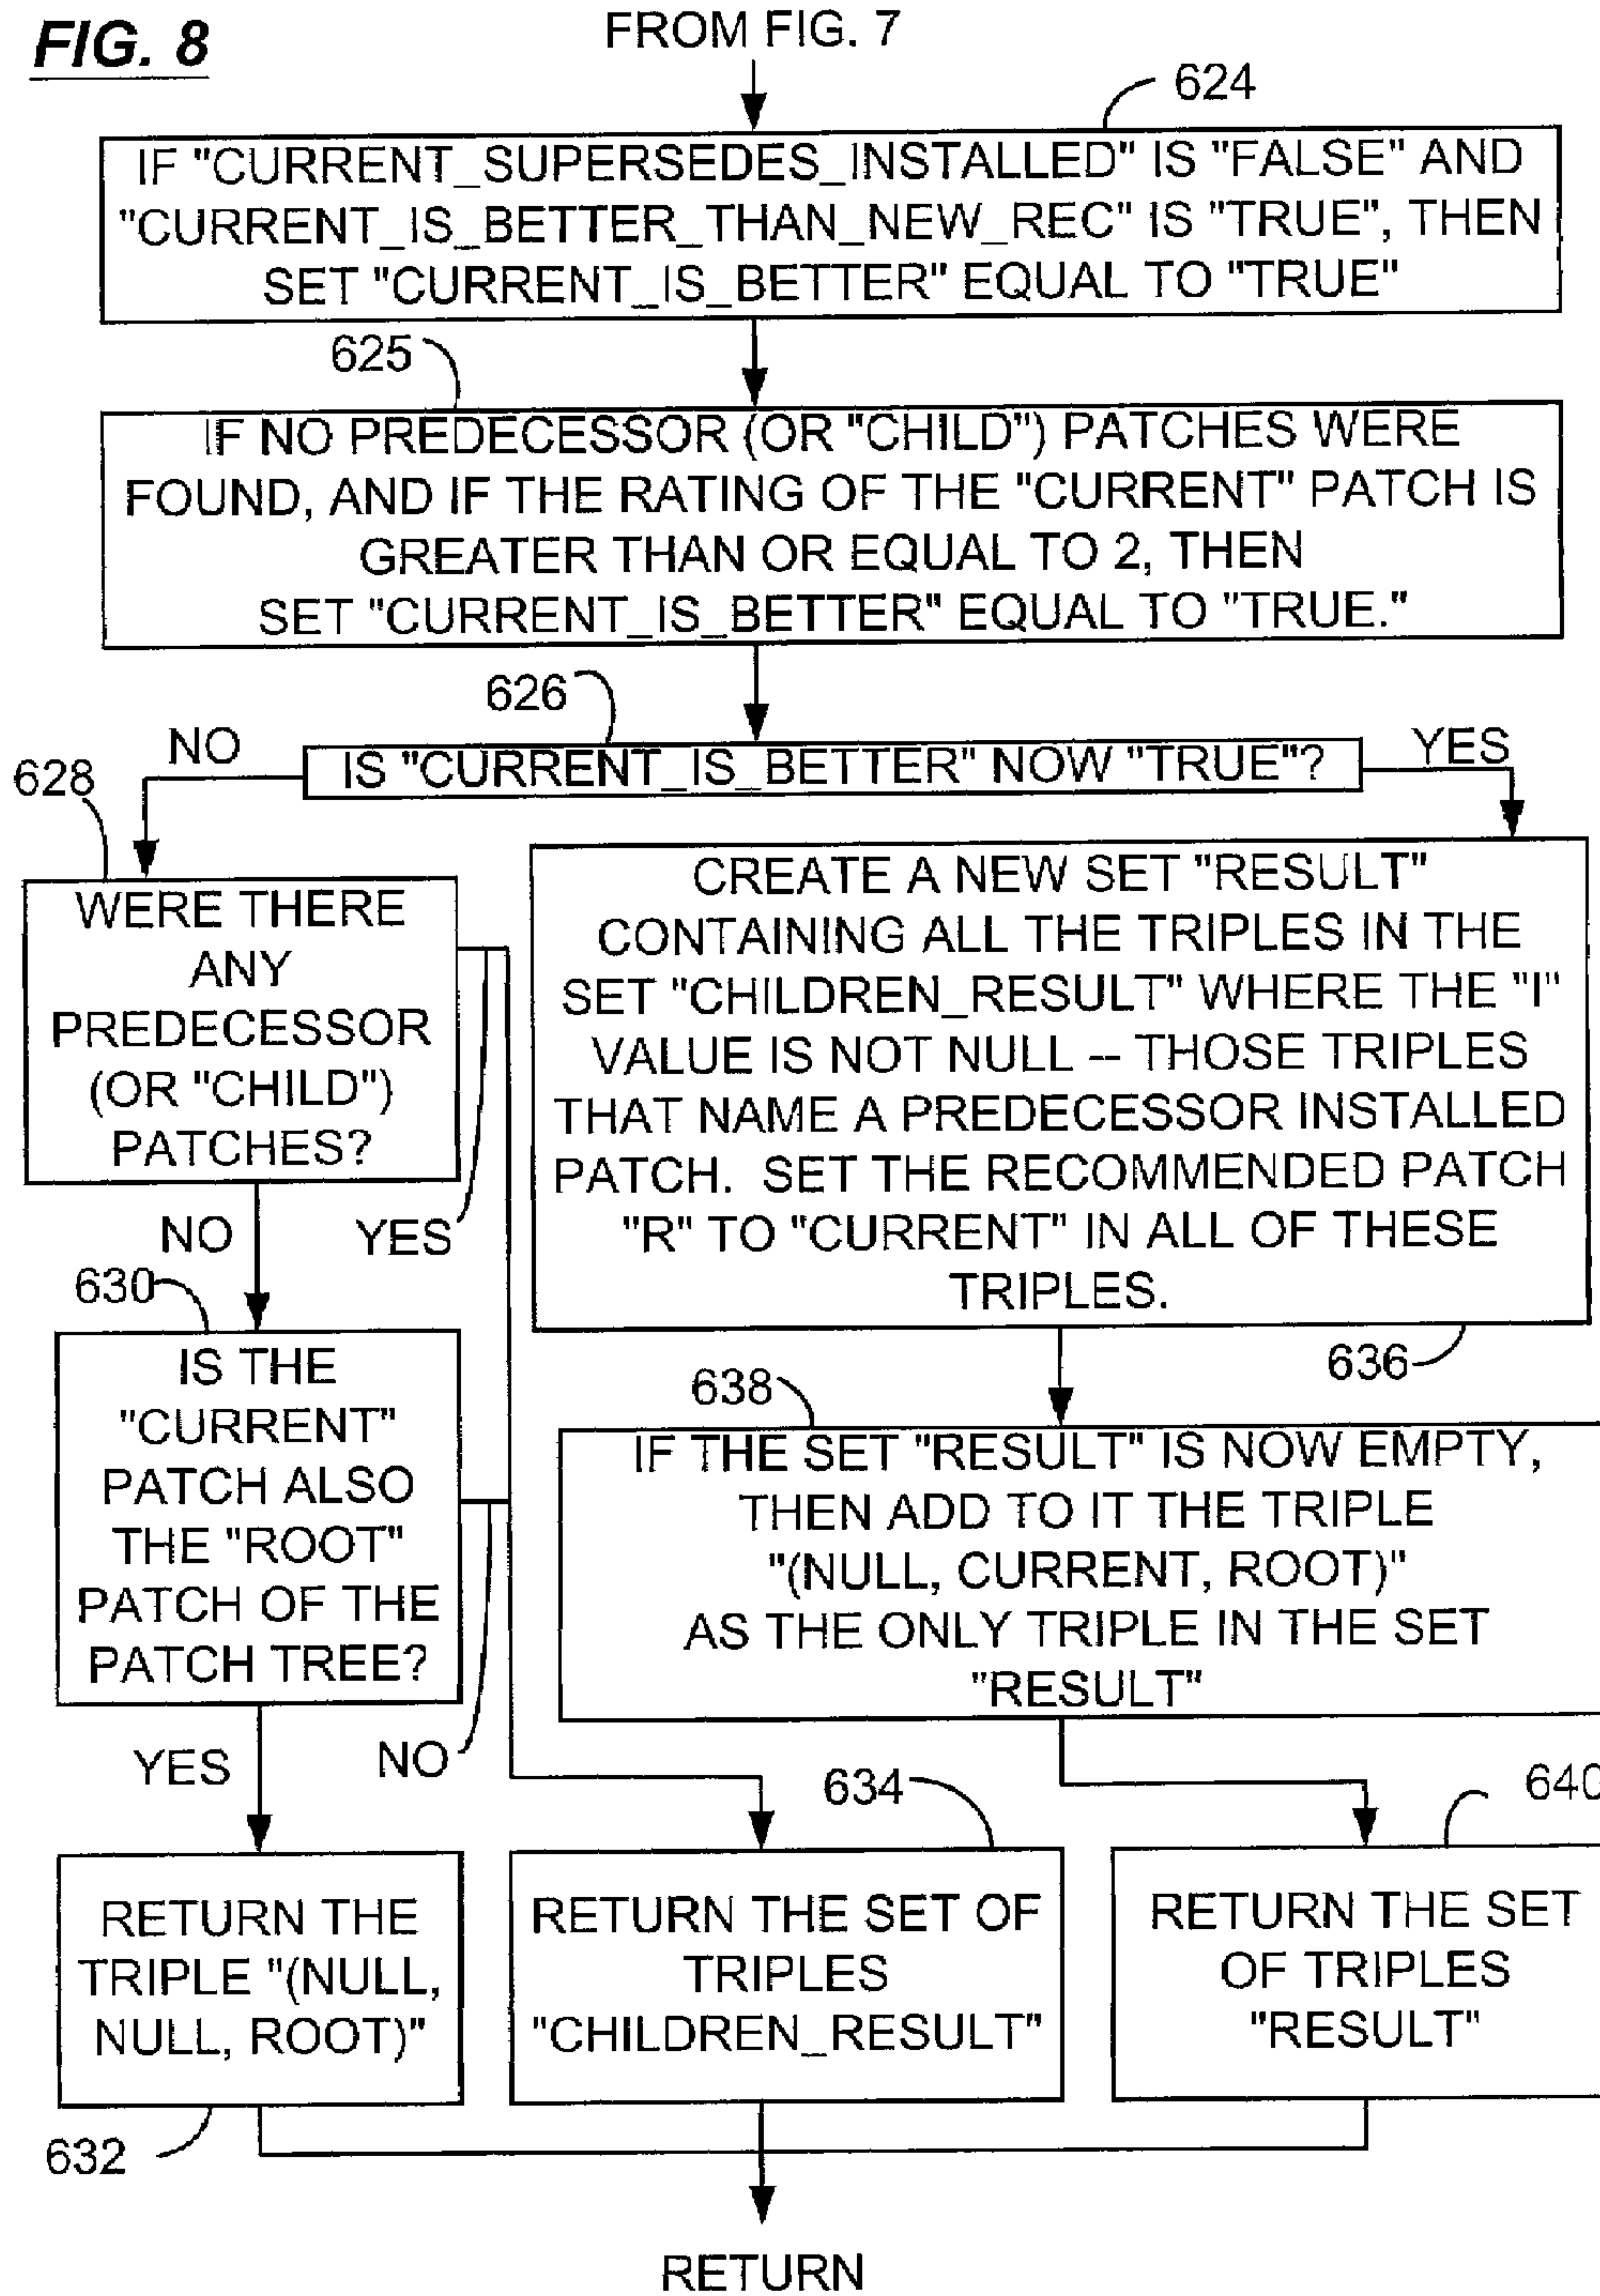 FIG. 8
FROM FIG. 7
624
IF "CURRENT_SUPERSEDES_INSTALLED" IS "FALSE" AND
"CURRENT_IS_BETTER_THAN_NEW_REC" IS "TRUE", THEN
SET "CURRENT_IS_BETTER" EQUAL TO "TRUE"
625
IF NO PREDECESSOR (OR "CHILD") PATCHES WERE
FOUND, AND IF THE RATING OF THE "CURRENT" PATCH IS
GREATER THAN OR EQUAL TO 2, THEN
SET "CURRENT_IS_BETTER" EQUAL TO "TRUE."
626
NO
IS "CURRENT_IS_BETTER" NOW "TRUE"?
YES
628
WERE THERE
ANY
PREDECESSOR
(OR "CHILD")
PATCHES?
NO
YES
CREATE A NEW SET "RESULT"
CONTAINING ALL THE TRIPLES IN THE
SET "CHILDREN_RESULT" WHERE THE "I"
VALUE IS NOT NULL -- THOSE TRIPLES
THAT NAME A PREDECESSOR INSTALLED
PATCH. SET THE RECOMMENDED PATCH
"R" TO "CURRENT" IN ALL OF THESE
TRIPLES.
636
630
IS THE
"CURRENT"
PATCH ALSO
THE "ROOT"
PATCH OF THE
PATCH TREE?
YES
NO
638
IF THE SET "RESULT" IS NOW EMPTY,
THEN ADD TO IT THE TRIPLE
"(NULL, CURRENT, ROOT)"
AS THE ONLY TRIPLE IN THE SET
"RESULT"
634
640
RETURN THE
TRIPLE "(NULL,
NULL, ROOT)"
632
RETURN THE SET OF
TRIPLES
"CHILDREN_RESULT"
RETURN THE SET
OF TRIPLES
"RESULT"
RETURN